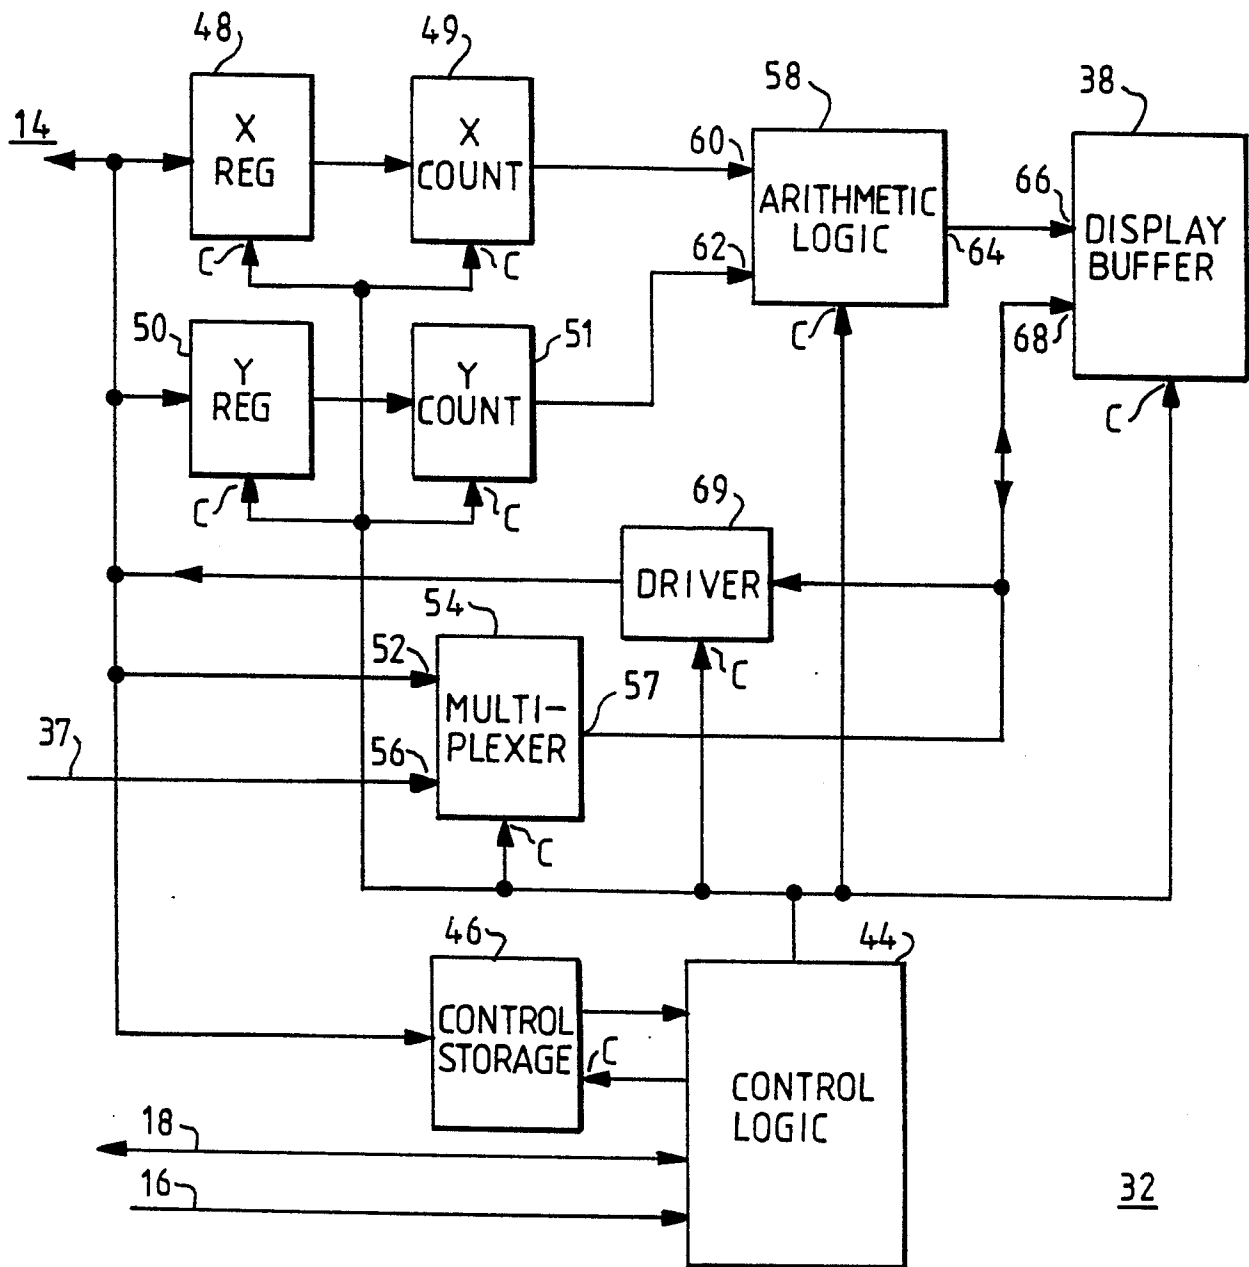 48
49
58
38
14
X
REG
X
COUNT
60
ARITHMETIC
LOGIC
66
DISPLAY
BUFFER
62
64
C
C
C
68
C
50
Y
REG
Y
COUNT
51
C
C
69
DRIVER
C
54
52
MULTI-
PLEXER
57
37
56
C
46
44
CONTROL
STORAGE
C
CONTROL
LOGIC
18
16
32